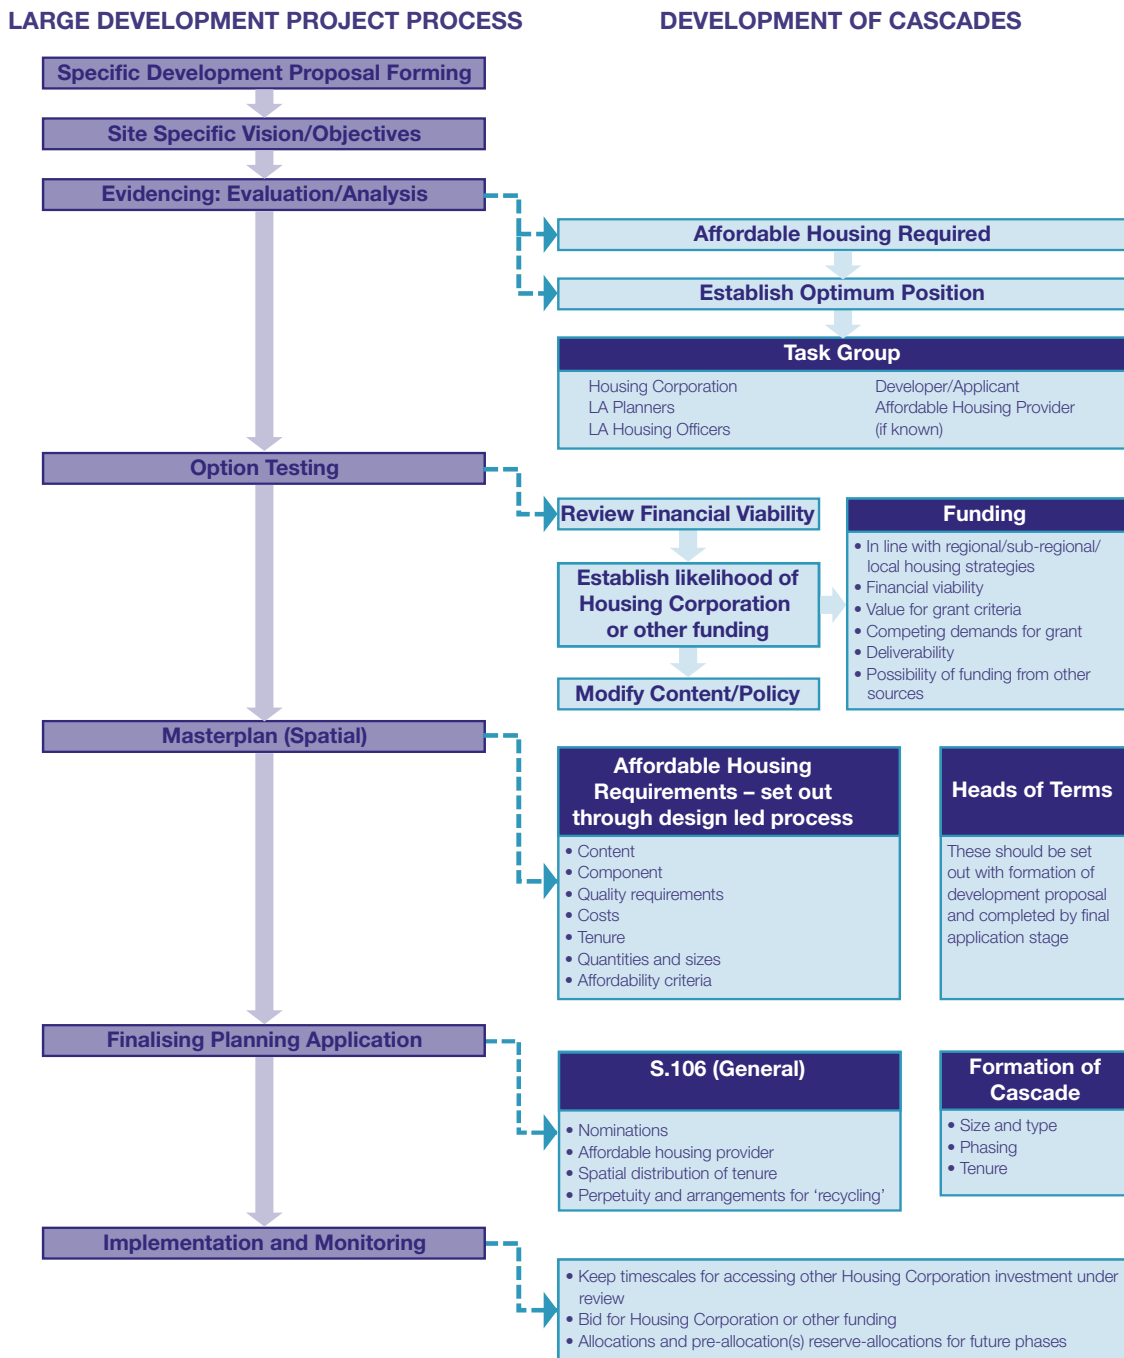 LARGE DEVELOPMENT PROJECT PROCESS
DEVELOPMENT OF CASCADES
Specific Development Proposal Forming
Site Specific Vision/Objectives
Evidencing: Evaluation/Analysis
Affordable Housing Required
Establish Optimum Position
Task Group
Housing Corporation
LA Planners
LA Housing Officers
Developer/Applicant
Affordable Housing Provider
(if known)
Option Testing
Review Financial Viability
Establish likelihood of
Housing Corporation
or other funding
Modify Content/Policy
Funding
• In line with regional/sub-regional/
local housing strategies
• Financial viability
• Value for grant criteria
• Competing demands for grant
• Deliverability
• Possibility of funding from other
sources
Masterplan (Spatial)
Affordable Housing
Requirements – set out
through design led process
• Content
• Component
• Quality requirements
• Costs
• Tenure
• Quantities and sizes
• Affordability criteria
Heads of Terms
These should be set
out with formation of
development proposal
and completed by final
application stage
Finalising Planning Application
S.106 (General)
• Nominations
• Affordable housing provider
• Spatial distribution of tenure
• Perpetuity and arrangements for ‘recycling’
Formation of
Cascade
• Size and type
• Phasing
• Tenure
Implementation and Monitoring
• Keep timescales for accessing other Housing Corporation investment under
review
• Bid for Housing Corporation or other funding
• Allocations and pre-allocation(s) reserve-allocations for future phases